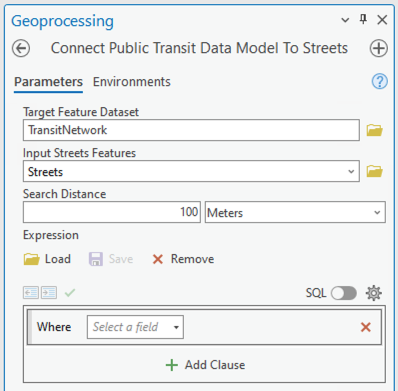 Geoprocessing
Connect Public Transit Data Model To Streets
Parameters Environments
Target Feature Dataset
TransitNetwork
Input Streets Features
Streets
Search Distance
100 Meters
Expression
Load Save Remove
SQL
Where Select a field
Add Clause